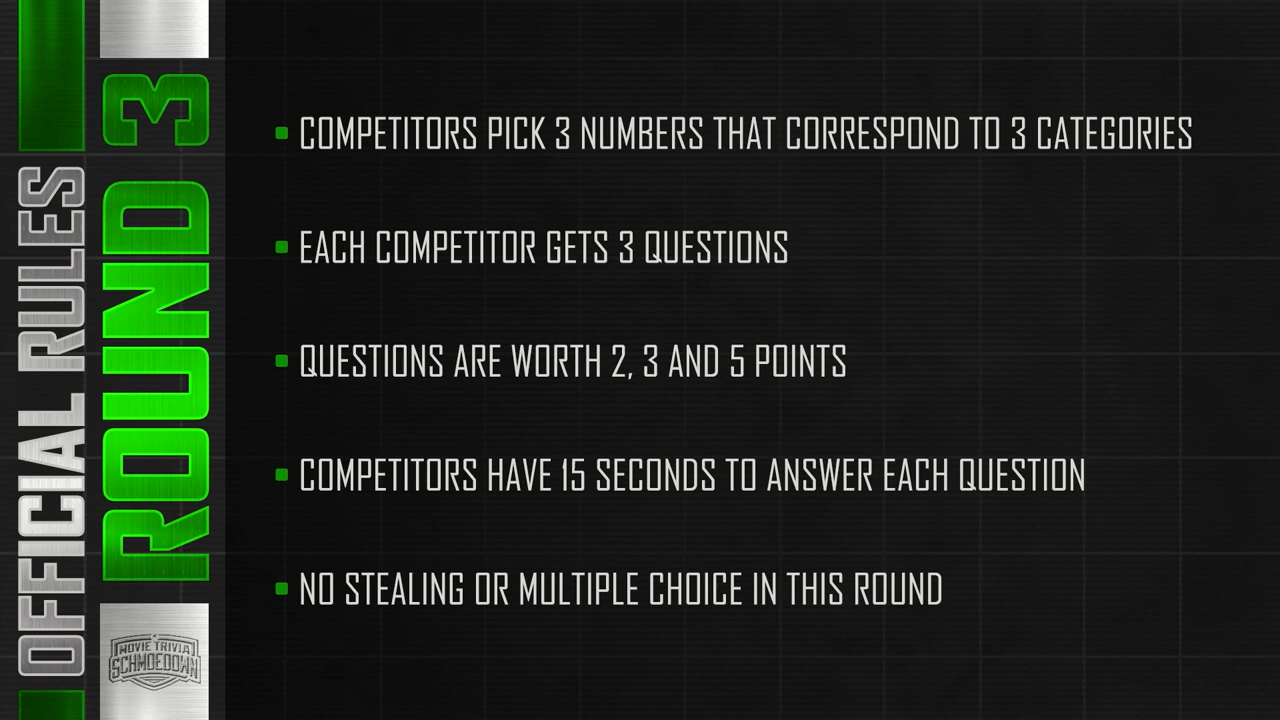 OFFICIAL RULES
ROUND 3
COMPETITORS PICK 3 NUMBERS THAT CORRESPOND TO 3 CATEGORIES
EACH COMPETITOR GETS 3 QUESTIONS
QUESTIONS ARE WORTH 2, 3 AND 5 POINTS
COMPETITORS HAVE 15 SECONDS TO ANSWER EACH QUESTION
NO STEALING OR MULTIPLE CHOICE IN THIS ROUND
MOVIE TRIVIA
SCHMOEDOWN